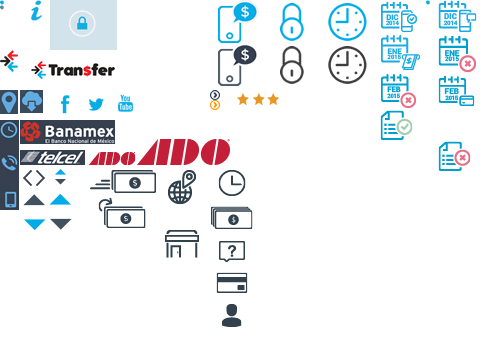 DIC
2014
DIC
2014
$
ENE
2015
ENE
2015
$
Transfer
FEB
2015
FEB
2015
You
Tube
Banamex
El Banco Nacional de México
telcel
ADO
ADO
$
$
$
?